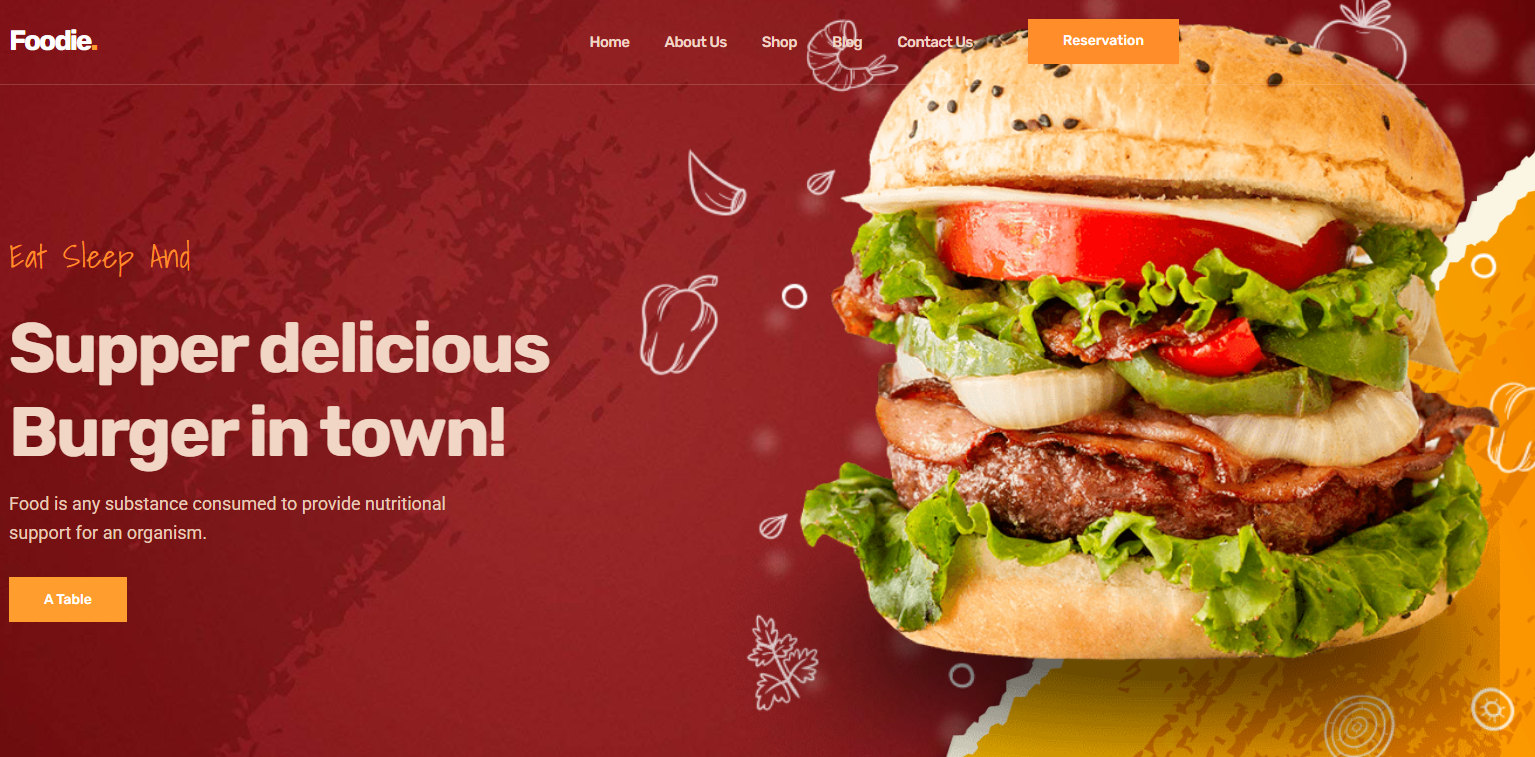 Foodie.
Home About Us Shop Blog Contact Us Reservation
Eat Sleep And
Supper delicious
Burger in town!
Food is any substance consumed to provide nutritional
support for an organism.
A Table